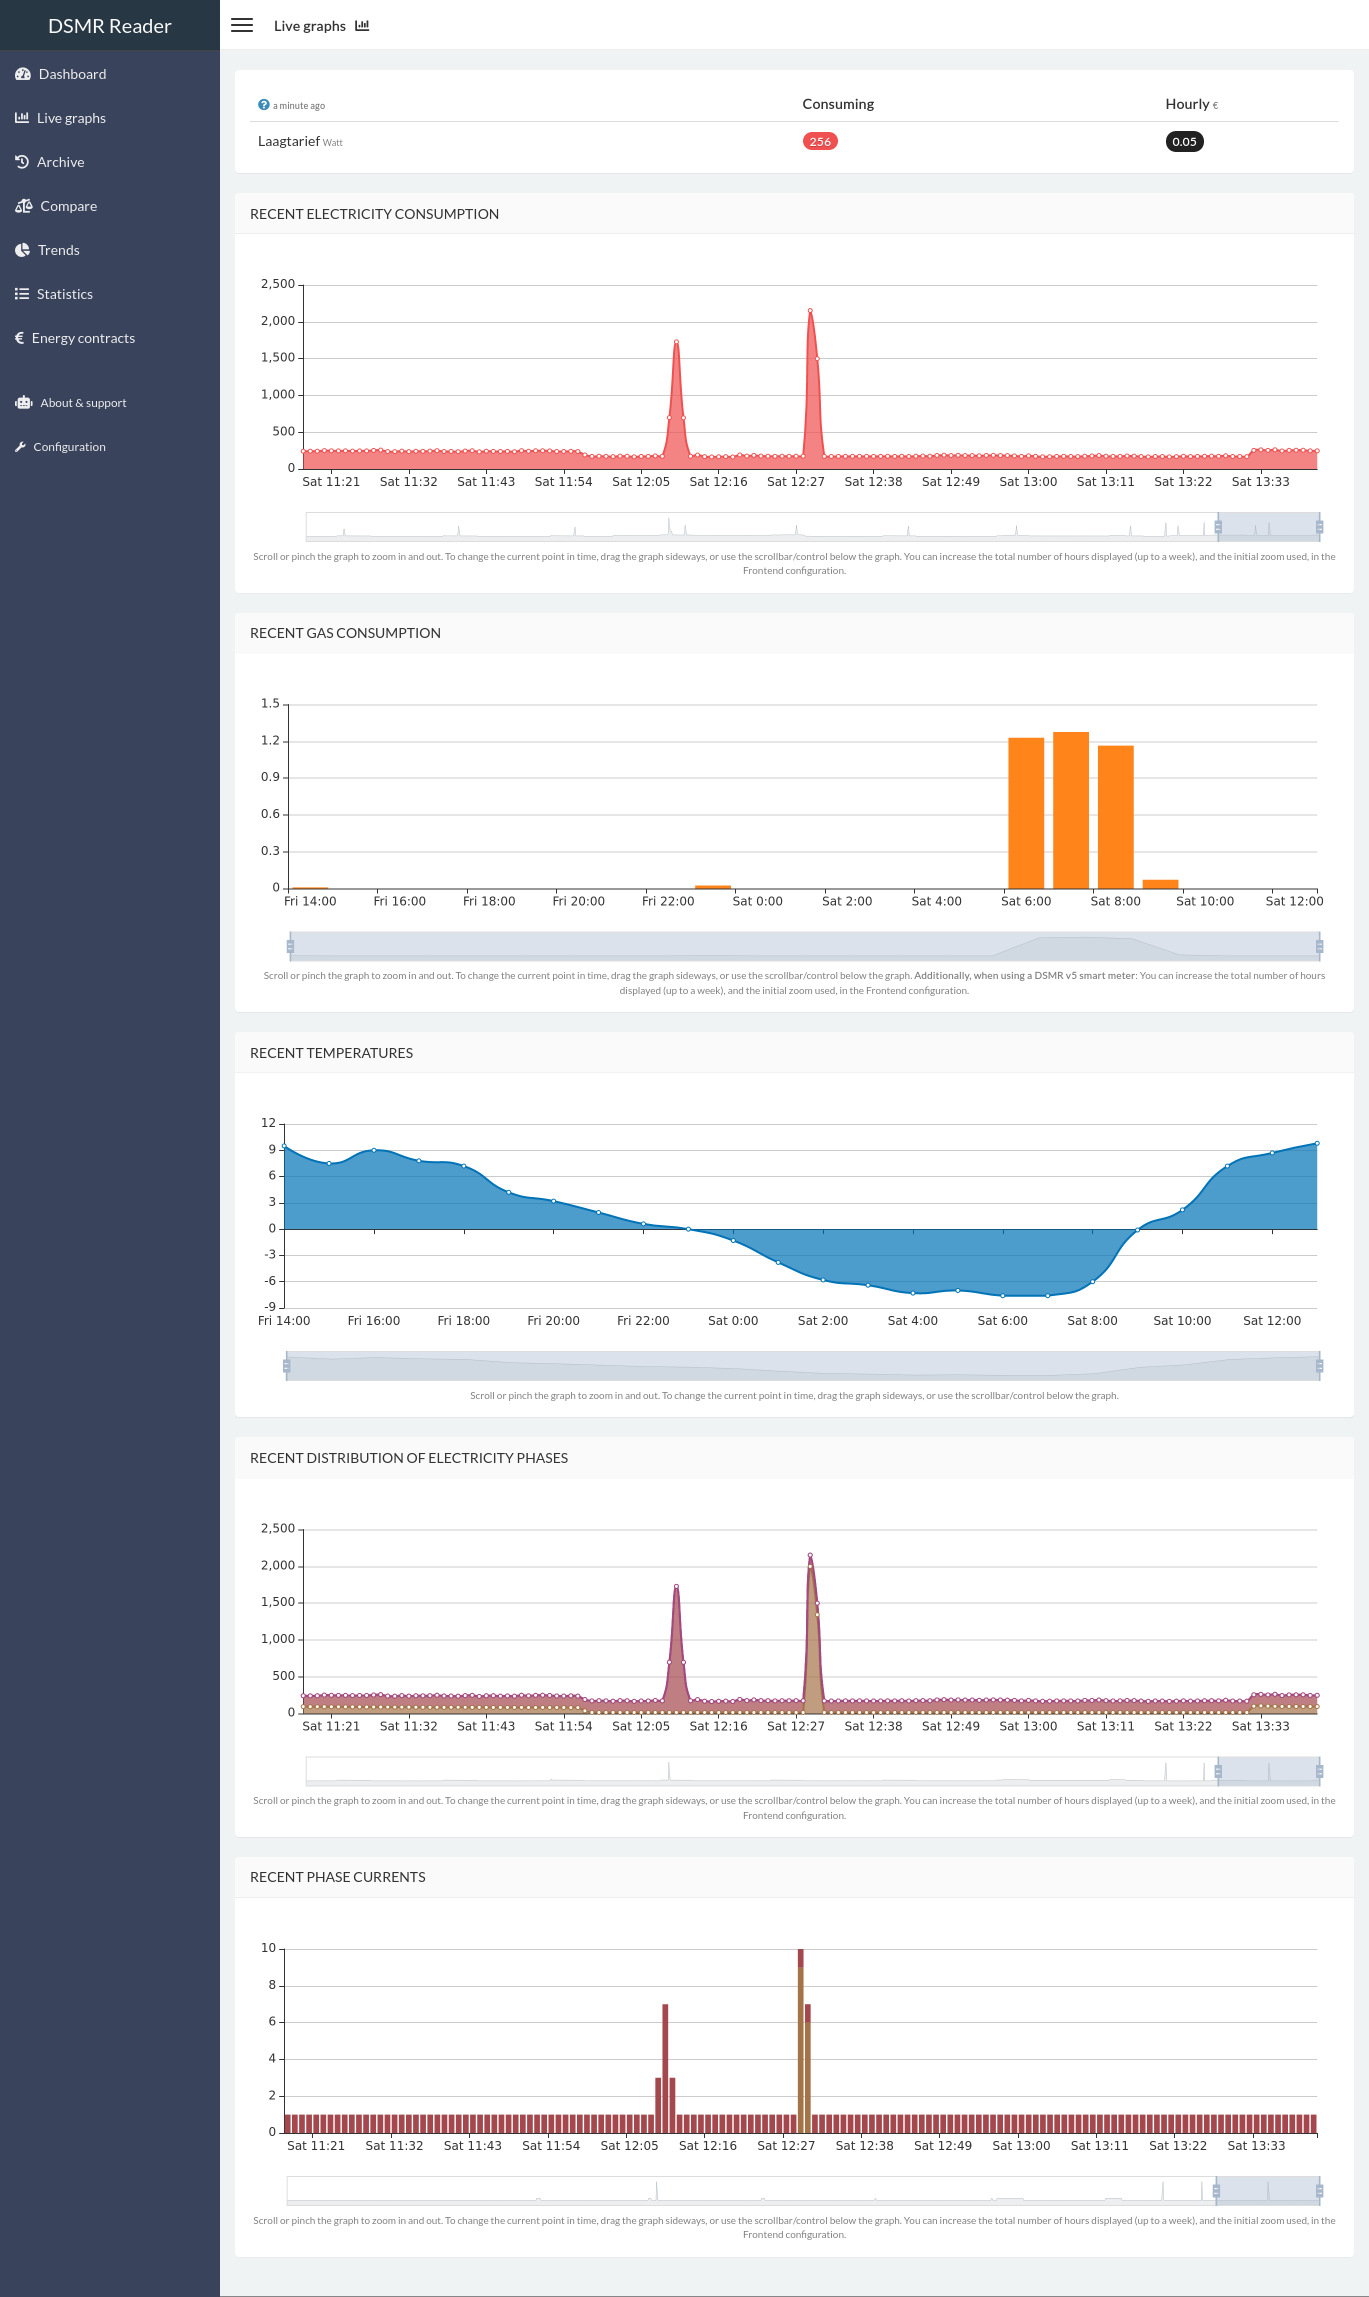 DSMR Reader
Live graphs
Dashboard
Live graphs
Archive
Compare
Trends
Statistics
€ Energy contracts
About & support
Configuration
a minute ago Consuming Hourly €
Laagtarief Watt 256 0.05
RECENT ELECTRICITY CONSUMPTION
2,500
2,000
1,500
1,000
500
0
Sat 11:21 Sat 11:32 Sat 11:43 Sat 11:54 Sat 12:05 Sat 12:16 Sat 12:27 Sat 12:38 Sat 12:49 Sat 13:00 Sat 13:11 Sat 13:22 Sat 13:33
Scroll or pinch the graph to zoom in and out. To change the current point in time, drag the graph sideways, or use the scrollbar/control below the graph. You can increase the total number of hours displayed (up to a week), and the initial zoom used, in the
Frontend configuration.
RECENT GAS CONSUMPTION
1.5
1.2
0.9
0.6
0.3
0
Fri 14:00 Fri 16:00 Fri 18:00 Fri 20:00 Fri 22:00 Sat 0:00 Sat 2:00 Sat 4:00 Sat 6:00 Sat 8:00 Sat 10:00 Sat 12:00
Scroll or pinch the graph to zoom in and out. To change the current point in time, drag the graph sideways, or use the scrollbar/control below the graph. Additionally, when using a DSMR v5 smart meter: You can increase the total number of hours
displayed (up to a week), and the initial zoom used, in the Frontend configuration.
RECENT TEMPERATURES
12
9
6
3
0
-3
-6
-9
Fri 14:00 Fri 16:00 Fri 18:00 Fri 20:00 Fri 22:00 Sat 0:00 Sat 2:00 Sat 4:00 Sat 6:00 Sat 8:00 Sat 10:00 Sat 12:00
Scroll or pinch the graph to zoom in and out. To change the current point in time, drag the graph sideways, or use the scrollbar/control below the graph.
RECENT DISTRIBUTION OF ELECTRICITY PHASES
2,500
2,000
1,500
1,000
500
0
Sat 11:21 Sat 11:32 Sat 11:43 Sat 11:54 Sat 12:05 Sat 12:16 Sat 12:27 Sat 12:38 Sat 12:49 Sat 13:00 Sat 13:11 Sat 13:22 Sat 13:33
Scroll or pinch the graph to zoom in and out. To change the current point in time, drag the graph sideways, or use the scrollbar/control below the graph. You can increase the total number of hours displayed (up to a week), and the initial zoom used, in the
Frontend configuration.
RECENT PHASE CURRENTS
10
8
6
4
2
0
Sat 11:21 Sat 11:32 Sat 11:43 Sat 11:54 Sat 12:05 Sat 12:16 Sat 12:27 Sat 12:38 Sat 12:49 Sat 13:00 Sat 13:11 Sat 13:22 Sat 13:33
Scroll or pinch the graph to zoom in and out. To change the current point in time, drag the graph sideways, or use the scrollbar/control below the graph. You can increase the total number of hours displayed (up to a week), and the initial zoom used, in the
Frontend configuration.